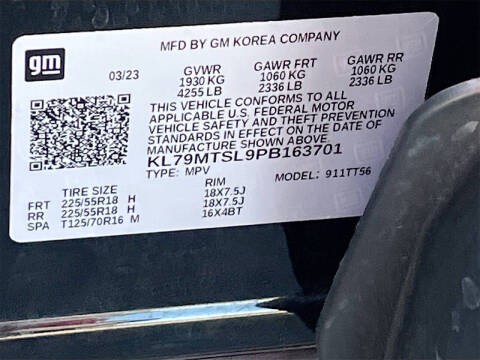 gm
MFD BY GM KOREA COMPANY
03/23 GVWR GAWR FRT GAWR RR
1930 KG 1060 KG 1060 KG
4255 LB 2336 LB 2336 LB
THIS VEHICLE CONFORMS TO ALL
APPLICABLE U.S. FEDERAL MOTOR
VEHICLE SAFETY AND THEFT PREVENTION
STANDARDS IN EFFECT ON THE DATE OF
MANUFACTURE SHOWN ABOVE
KL79MTSL9PB163701
TYPE: MPV MODEL: 911TT56
TIRE SIZE RIM
FRT 225/55R18 H 18X7.5J
RR 225/55R18 H 18X7.5J
SPA T125/70R16 M 16X4BT